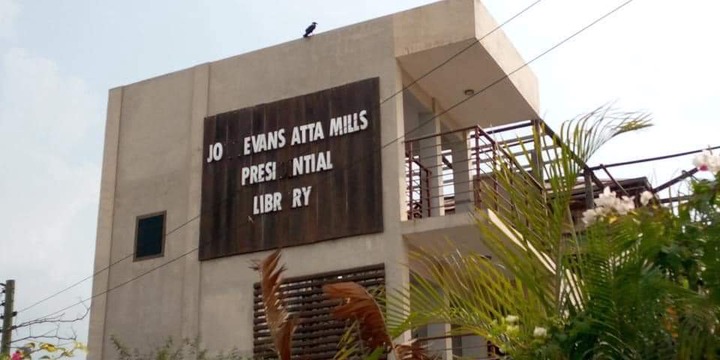 JO EVANS ATTA MILLS
PRESI NTIAL
LIBR RY